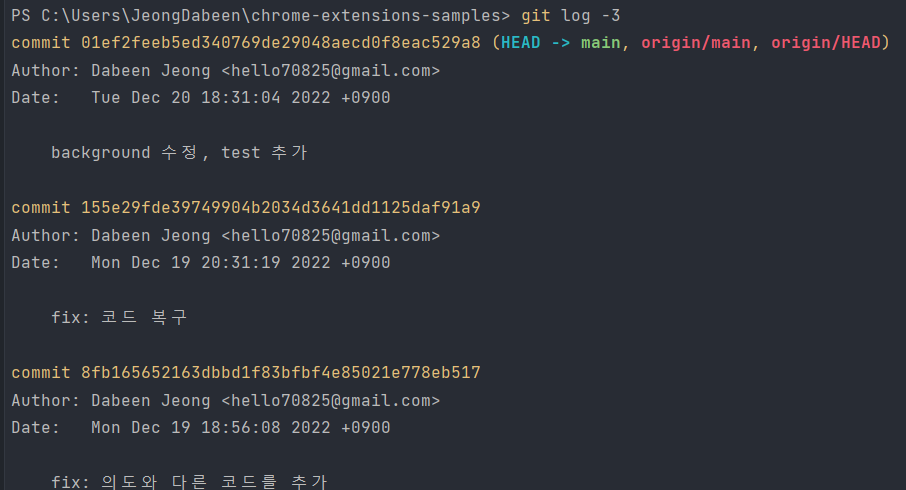 PS C:\Users\JeongDabeen\chrome-extensions-samples> git log -3
commit 01ef2feeb5ed340769de29048aecd0f8eac529a8 (HEAD -> main, origin/main, origin/HEAD)
Author: Dabeen Jeong <hello70825@gmail.com>
Date:   Tue Dec 20 18:31:04 2022 +0900
background 수정, test 추가
commit 155e29fde39749904b2034d3641dd1125daf91a9
Author: Dabeen Jeong <hello70825@gmail.com>
Date:   Mon Dec 19 20:31:19 2022 +0900
fix: 코드 복구
commit 8fb165652163dbbd1f83bfbf4e85021e778eb517
Author: Dabeen Jeong <hello70825@gmail.com>
Date:   Mon Dec 19 18:56:08 2022 +0900
fix: 의도와 다른 코드를 추가